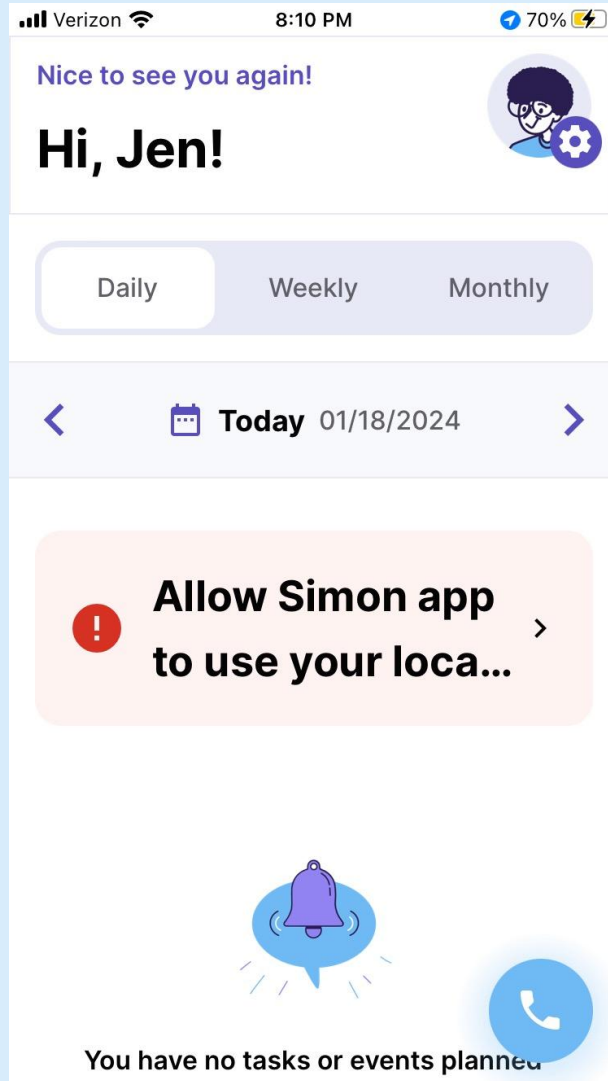 Verizon 8:10 PM 70%
Nice to see you again!
Hi, Jen!
Daily Weekly Monthly
Today 01/18/2024
Allow Simon app
to use your loca...
You have no tasks or events planned